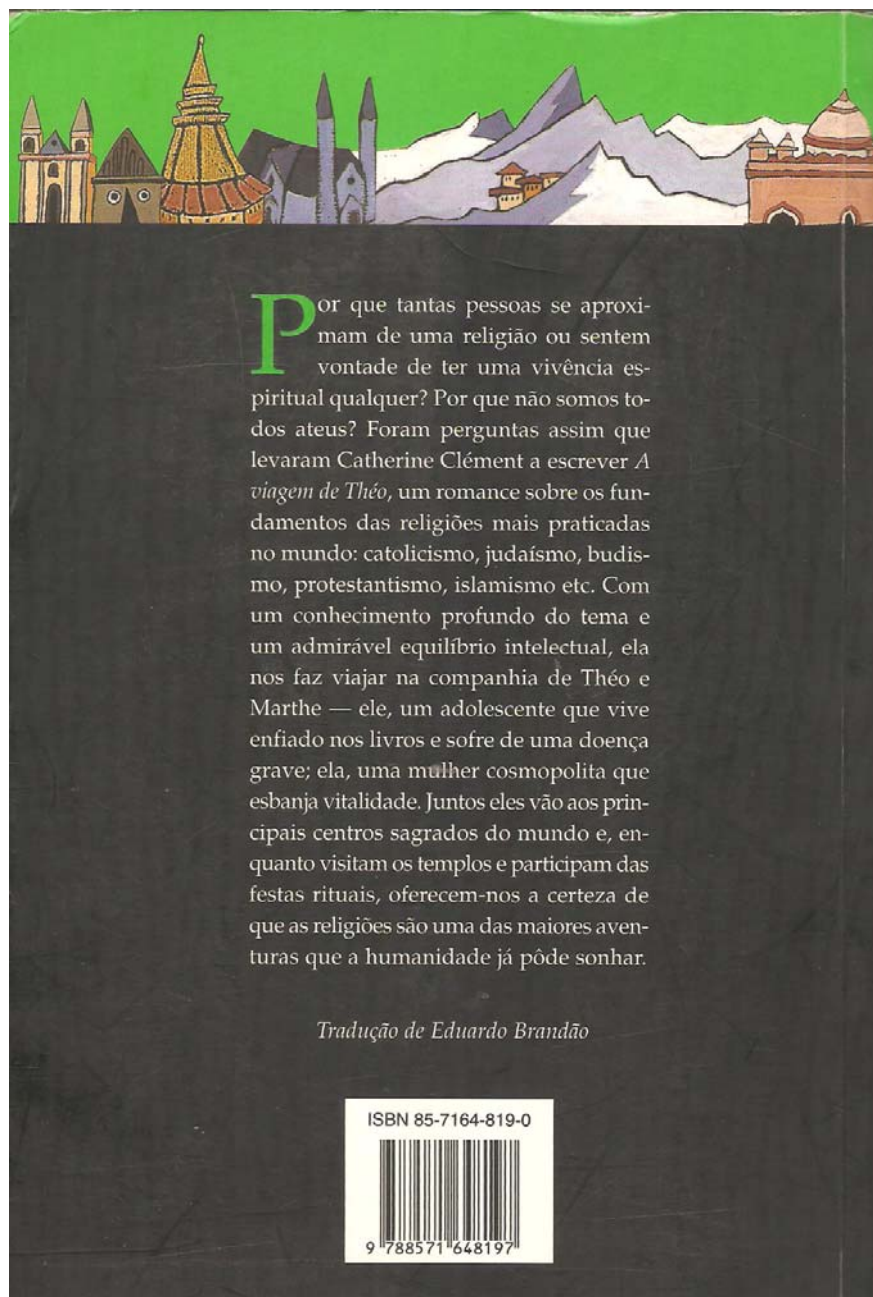 Por que tantas pessoas se aproxi-
mam de uma religião ou sentem
vontade de ter uma vivência es-
piritual qualquer? Por que não somos to-
dos ateus? Foram perguntas assim que
levaram Catherine Clément a escrever A
viagem de Théo, um romance sobre os fun-
damentos das religiões mais praticadas
no mundo: catolicismo, judaísmo, budis-
mo, protestantismo, islamismo etc. Com
um conhecimento profundo do tema e
um admirável equilíbrio intelectual, ela
nos faz viajar na companhia de Théo e
Marthe — ele, um adolescente que vive
enfiado nos livros e sofre de uma doença
grave; ela, uma mulher cosmopolita que
esbanja vitalidade. Juntos eles vão aos prin-
cipais centros sagrados do mundo e, en-
quanto visitam os templos e participam das
festas rituais, oferecem-nos a certeza de
que as religiões são uma das maiores aven-
turas que a humanidade já pôde sonhar.
Tradução de Eduardo Brandão
ISBN 85-7164-819-0
9 788571 648197